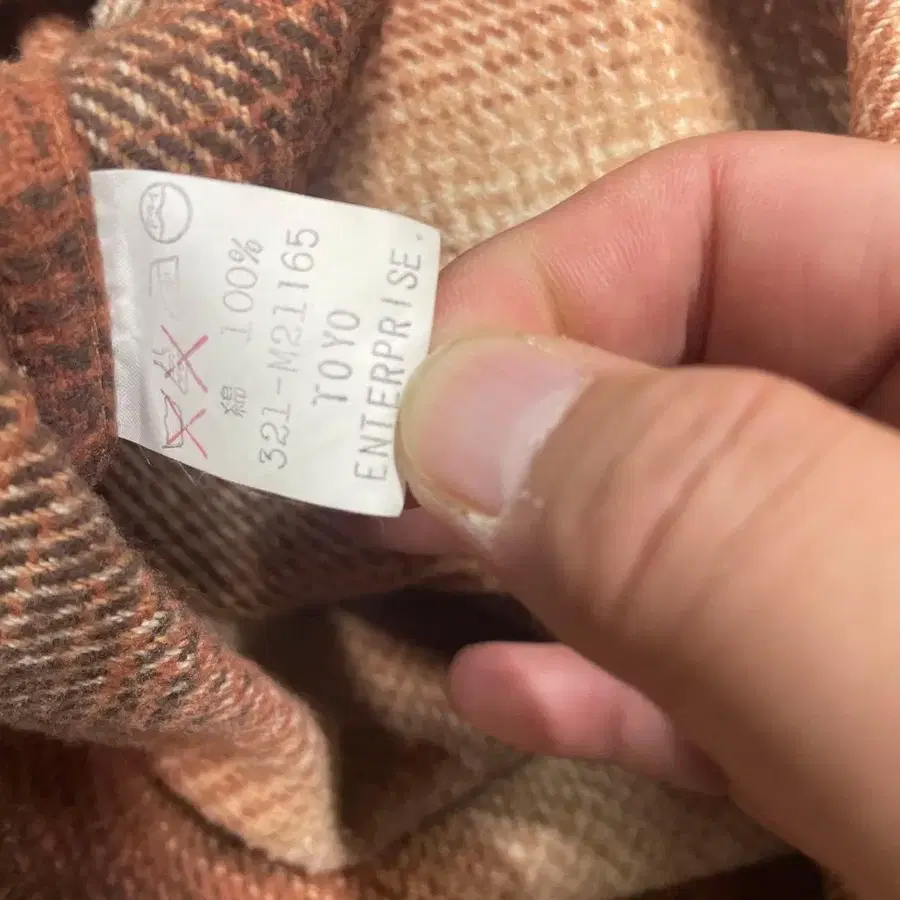 綿 100%
321-M21165
TOYO
ENTERPRISE.